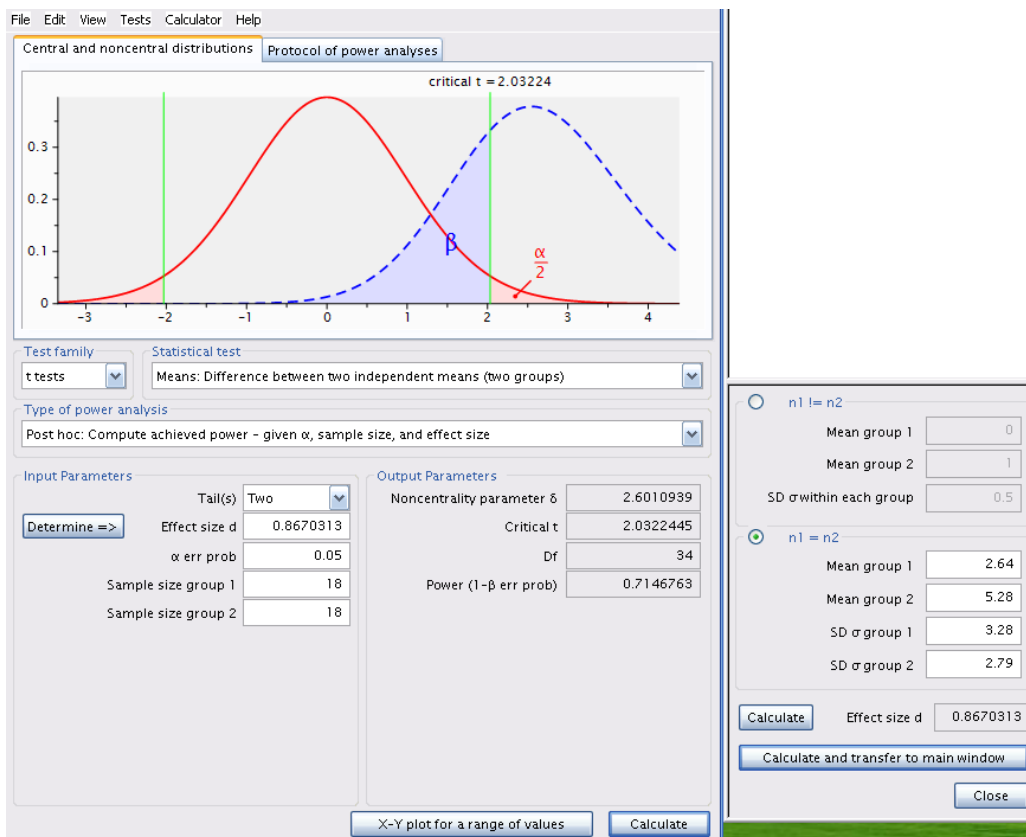 File Edit View Tests Calculator Help
Central and noncentral distributions Protocol of power analyses
critical t = 2.03224
0.3
0.2
0.1
0
β
α
2
-3 -2 -1 0 1 2 3 4
Test family
t tests
Statistical test
Means: Difference between two independent means (two groups)
Type of power analysis
Post hoc: Compute achieved power - given α, sample size, and effect size
Input Parameters
Tail(s) Two
Determine => Effect size d 0.8670313
α err prob 0.05
Sample size group 1 18
Sample size group 2 18
Output Parameters
Noncentrality parameter δ 2.6010939
Critical t 2.0322445
Df 34
Power (1-β err prob) 0.7146763
X-Y plot for a range of values Calculate
n1 != n2
Mean group 1 0
Mean group 2 1
SD σ within each group 0.5
n1 = n2
Mean group 1 2.64
Mean group 2 5.28
SD σ group 1 3.28
SD σ group 2 2.79
Calculate Effect size d 0.8670313
Calculate and transfer to main window
Close